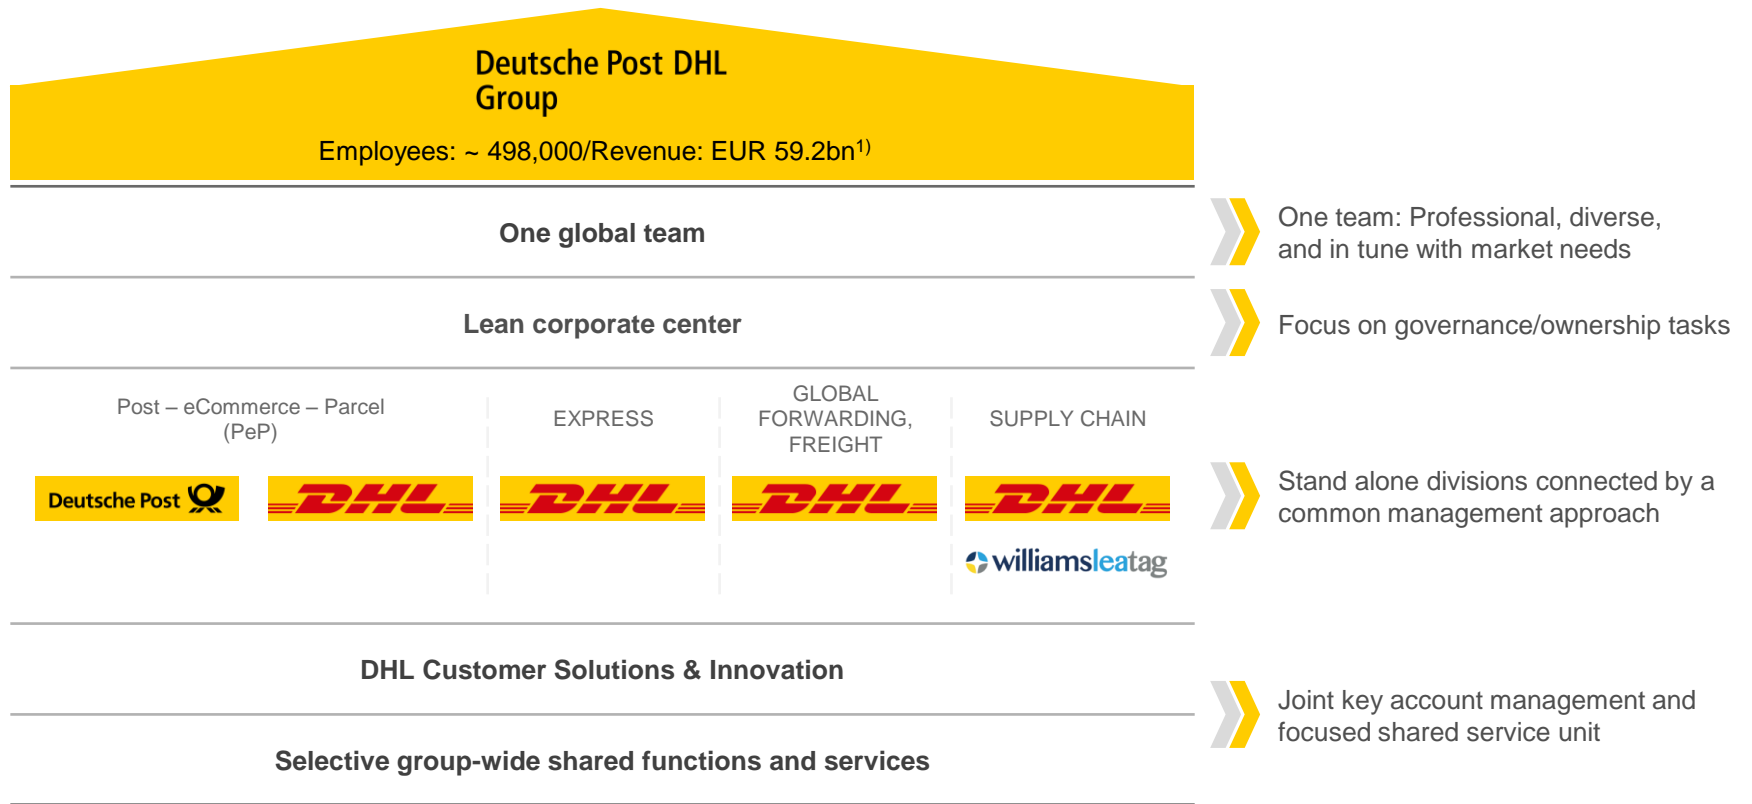 Deutsche Post DHL
Group
Employees: ~ 498,000/Revenue: EUR 59.2bn1)
One global team
One team: Professional, diverse,
and in tune with market needs
Lean corporate center
Focus on governance/ownership tasks
Post – eCommerce – Parcel
(PeP)
EXPRESS
GLOBAL
FORWARDING,
FREIGHT
SUPPLY CHAIN
Deutsche Post
DHL
DHL
DHL
DHL
williamsleatag
Stand alone divisions connected by a
common management approach
DHL Customer Solutions & Innovation
Selective group-wide shared functions and services
Joint key account management and
focused shared service unit